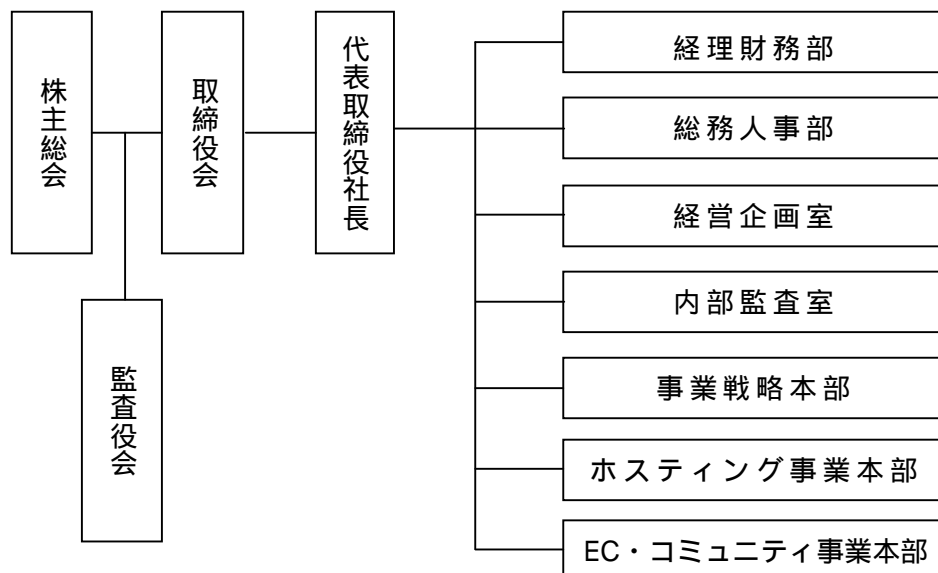 株主総会
取締役会
代表取締役社長
監査役会
経理財務部
総務人事部
経営企画室
内部監査室
事業戦略本部
ホスティング事業本部
EC・コミュニティ事業本部